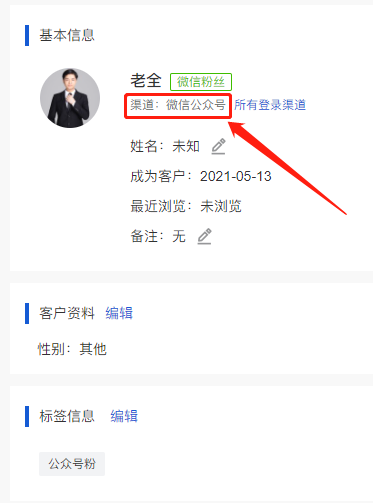 基本信息
老全 微信粉丝
渠道：微信公众号 所有登录渠道
姓名：未知
成为客户：2021-05-13
最近浏览：未浏览
备注：无
客户资料 编辑
性别：其他
标签信息 编辑
公众号粉